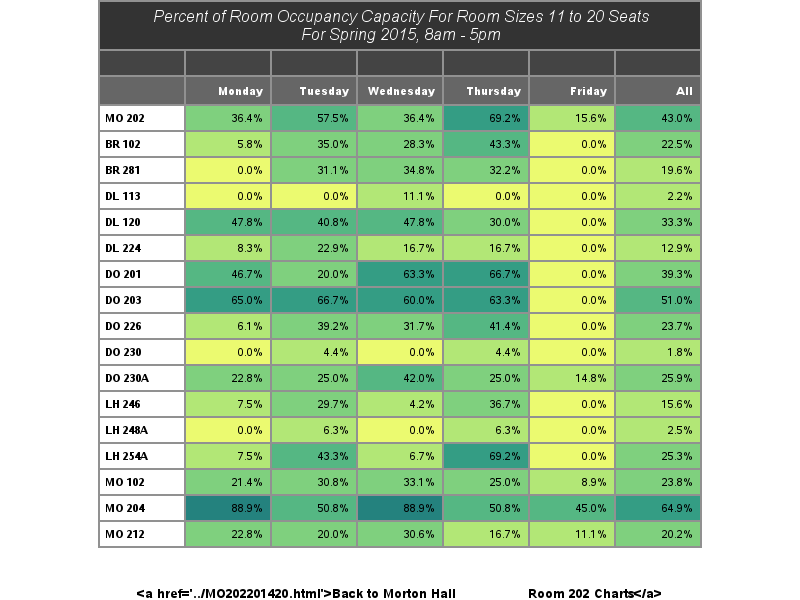 Percent of Room Occupancy Capacity For Room Sizes 11 to 20 Seats
For Spring 2015, 8am - 5pm
Monday Tuesday Wednesday Thursday Friday All
MO 202 36.4% 57.5% 36.4% 69.2% 15.6% 43.0%
BR 102 5.8% 35.0% 28.3% 43.3% 0.0% 22.5%
BR 281 0.0% 31.1% 34.8% 32.2% 0.0% 19.6%
DL 113 0.0% 0.0% 11.1% 0.0% 0.0% 2.2%
DL 120 47.8% 40.8% 47.8% 30.0% 0.0% 33.3%
DL 224 8.3% 22.9% 16.7% 16.7% 0.0% 12.9%
DO 201 46.7% 20.0% 63.3% 66.7% 0.0% 39.3%
DO 203 65.0% 66.7% 60.0% 63.3% 0.0% 51.0%
DO 226 6.1% 39.2% 31.7% 41.4% 0.0% 23.7%
DO 230 0.0% 4.4% 0.0% 4.4% 0.0% 1.8%
DO 230A 22.8% 25.0% 42.0% 25.0% 14.8% 25.9%
LH 246 7.5% 29.7% 4.2% 36.7% 0.0% 15.6%
LH 248A 0.0% 6.3% 0.0% 6.3% 0.0% 2.5%
LH 254A 7.5% 43.3% 6.7% 69.2% 0.0% 25.3%
MO 102 21.4% 30.8% 33.1% 25.0% 8.9% 23.8%
MO 204 88.9% 50.8% 88.9% 50.8% 45.0% 64.9%
MO 212 22.8% 20.0% 30.6% 16.7% 11.1% 20.2%
<a href='../MO202201420.html'>Back to Morton Hall Room 202 Charts</a>